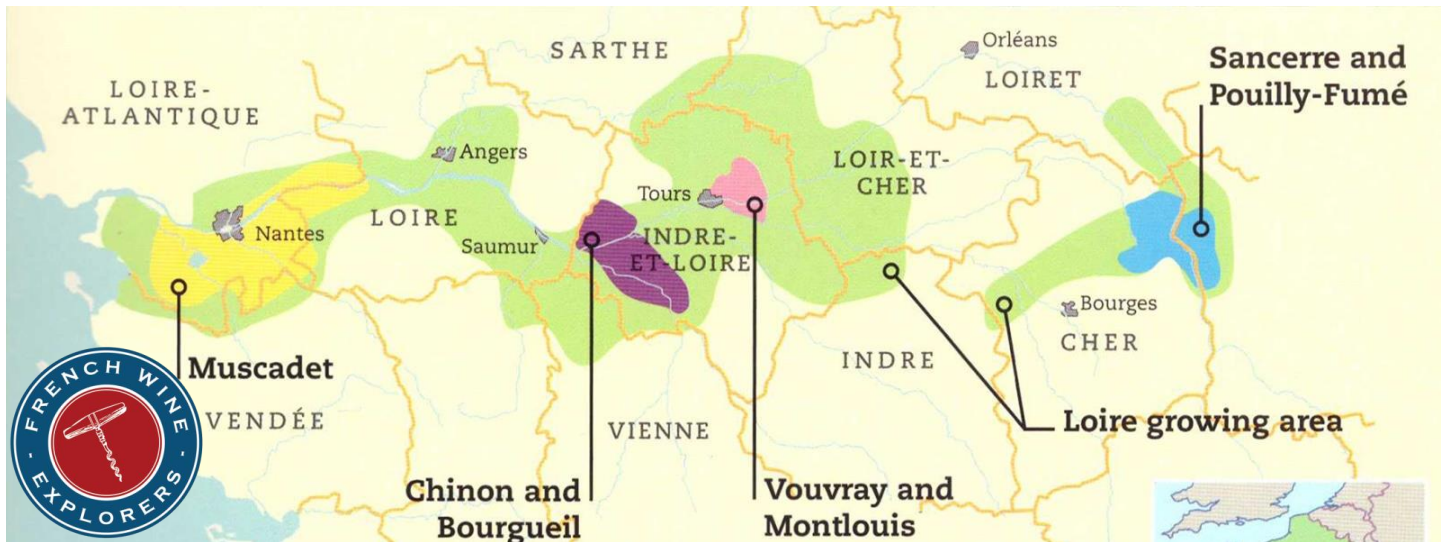 SARTHE
Orléans
LOIRET
Sancerre and
Pouilly-Fumé
LOIRE-
ATLANTIQUE
Angers
LOIR-ET-
CHER
Tours
LOIRE
Nantes
Saumur
INDRE-
ET-LOIRE
Bourges
CHER
INDRE
Muscadet
VENDÉE
VIENNE
Loire growing area
Chinon and
Bourgueil
Vouvray and
Montlouis
FRENCH WINE
- EXPLORERS -